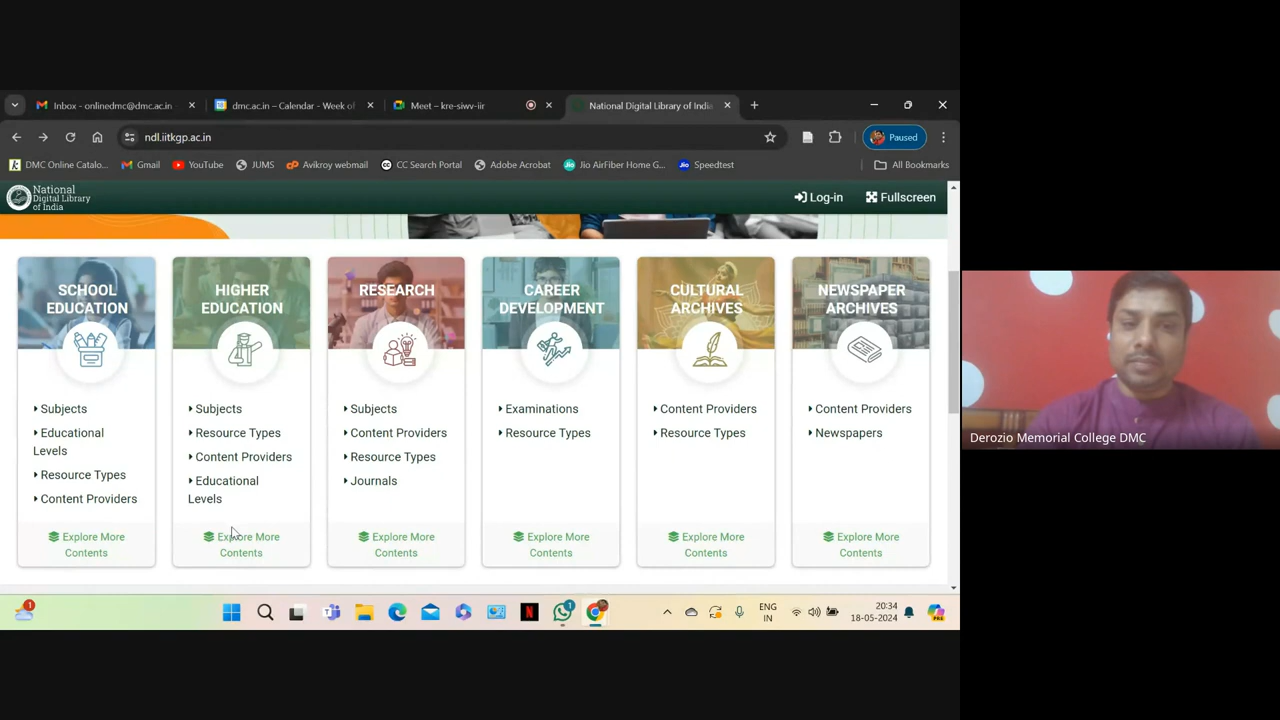 Inbox - onlinedmc@dmc.ac.in
dmc.ac.in – Calendar - Week of
Meet – kre-siwv-iir
National Digital Library of India
ndl.iitkgp.ac.in
Paused
DMC Online Catalo...
Gmail
YouTube
JUMS
Avikroy webmail
CC Search Portal
Adobe Acrobat
Jio AirFiber Home G...
Speedtest
All Bookmarks
National
Digital Library
of India
Log-in
Fullscreen
SCHOOL
EDUCATION
Subjects
Educational
Levels
Resource Types
Content Providers
Explore More
Contents
HIGHER
EDUCATION
Subjects
Resource Types
Content Providers
Educational
Levels
Explore More
Contents
RESEARCH
Subjects
Content Providers
Resource Types
Journals
Explore More
Contents
CAREER
DEVELOPMENT
Examinations
Resource Types
Explore More
Contents
CULTURAL
ARCHIVES
Content Providers
Resource Types
Explore More
Contents
NEWSPAPER
ARCHIVES
Content Providers
Newspapers
Explore More
Contents
Derozio Memorial College DMC
1
1
ENG
IN
20:34
18-05-2024